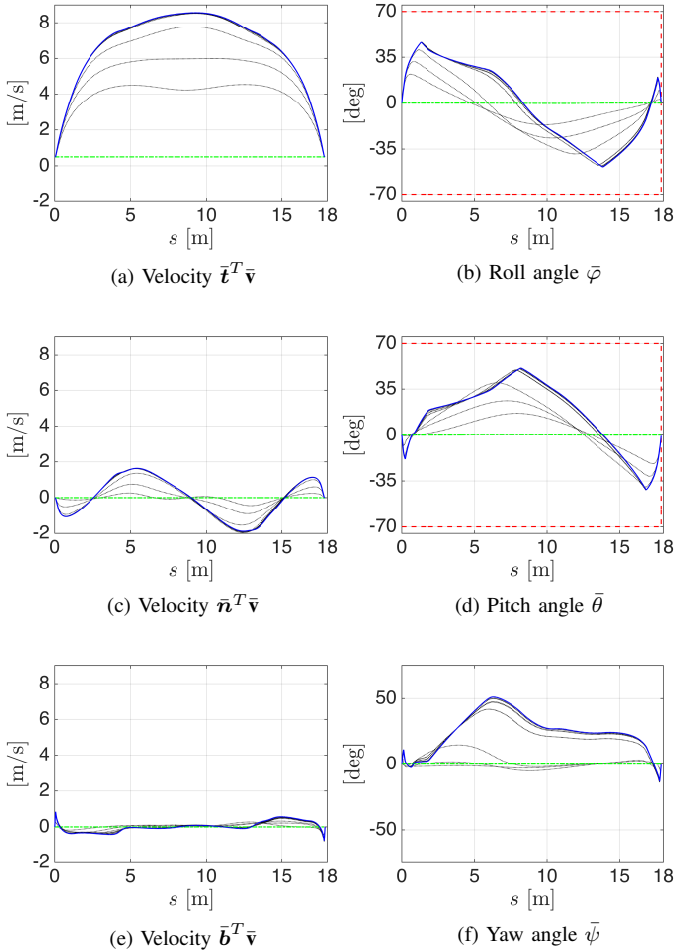 8
6
4
2
0
-2
[m/s]
0 5 10 15 18
s [m]
(a) Velocity t̄ᵀv̄
70
35
0
-35
-70
[deg]
0 5 10 15 18
s [m]
(b) Roll angle φ̄
8
6
4
2
0
-2
[m/s]
0 5 10 15 18
s [m]
(c) Velocity n̄ᵀv̄
70
35
0
-35
-70
[deg]
0 5 10 15 18
s [m]
(d) Pitch angle θ̄
8
6
4
2
0
-2
[m/s]
0 5 10 15 18
s [m]
(e) Velocity b̄ᵀv̄
50
0
-50
[deg]
0 5 10 15 18
s [m]
(f) Yaw angle ψ̄